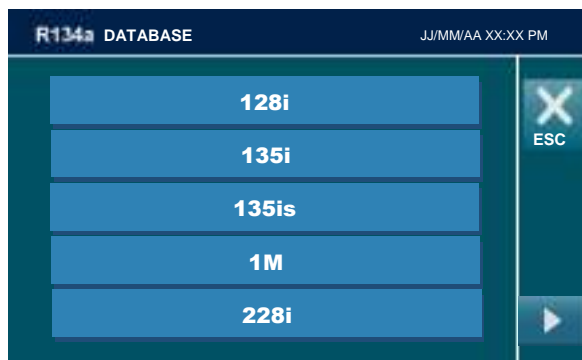 R134a DATABASE JJ/MM/AA XX:XX PM
128i
ESC
135i
135is
1M
228i